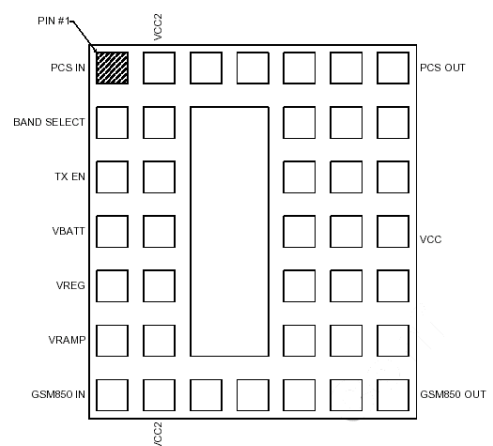 PIN #1
VCC2
PCS IN
PCS OUT
BAND SELECT
TX EN
VBATT
VCC
VREG
VRAMP
GSM850 IN
GSM850 OUT
VCC2